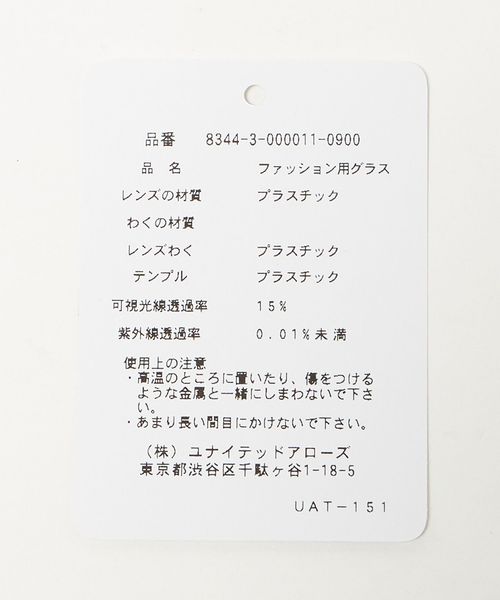 品番 8344-3-000011-0900
品名 ファッション用グラス
レンズの材質 プラスチック
わくの材質
レンズわく プラスチック
テンプル プラスチック
可視光線透過率 15%
紫外線透過率 0.01%未満
使用上の注意
・高温のところに置いたり、傷をつける
ような金属と一緒にしまわないで下さ
い。
・あまり長い間目にかけないで下さい。
（株）ユナイテッドアローズ
東京都渋谷区千駄ヶ谷1-18-5
UAT-151